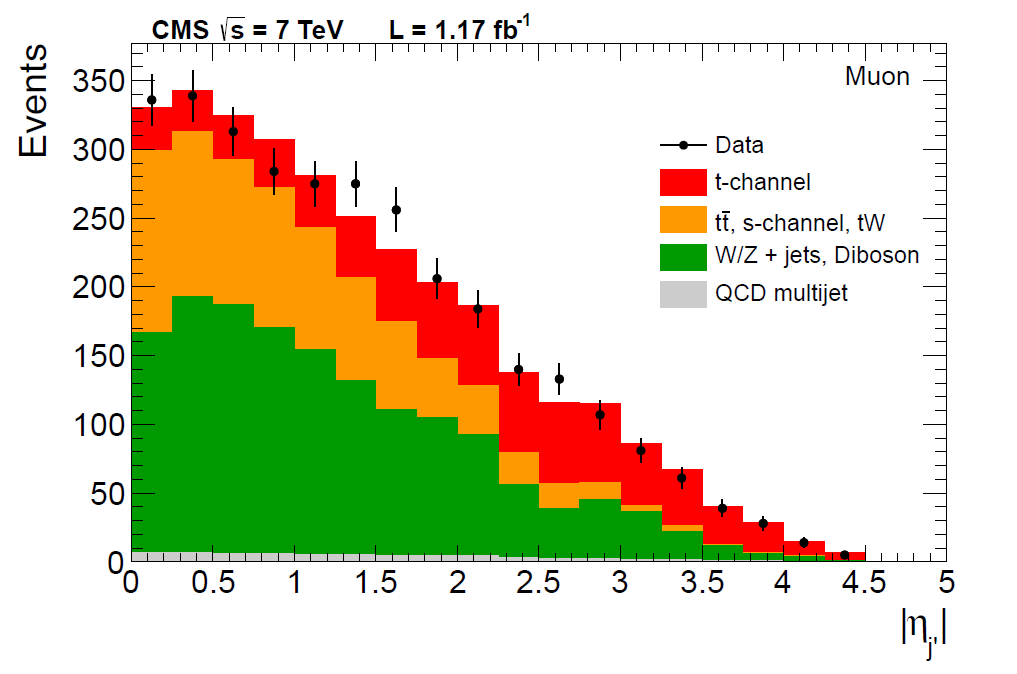 CMS √s = 7 TeV L = 1.17 fb⁻¹
Events
Muon
Data
t-channel
tt̄, s-channel, tW
W/Z + jets, Diboson
QCD multijet
350
300
250
200
150
100
50
0
0 0.5 1 1.5 2 2.5 3 3.5 4 4.5 5
|η_j'|